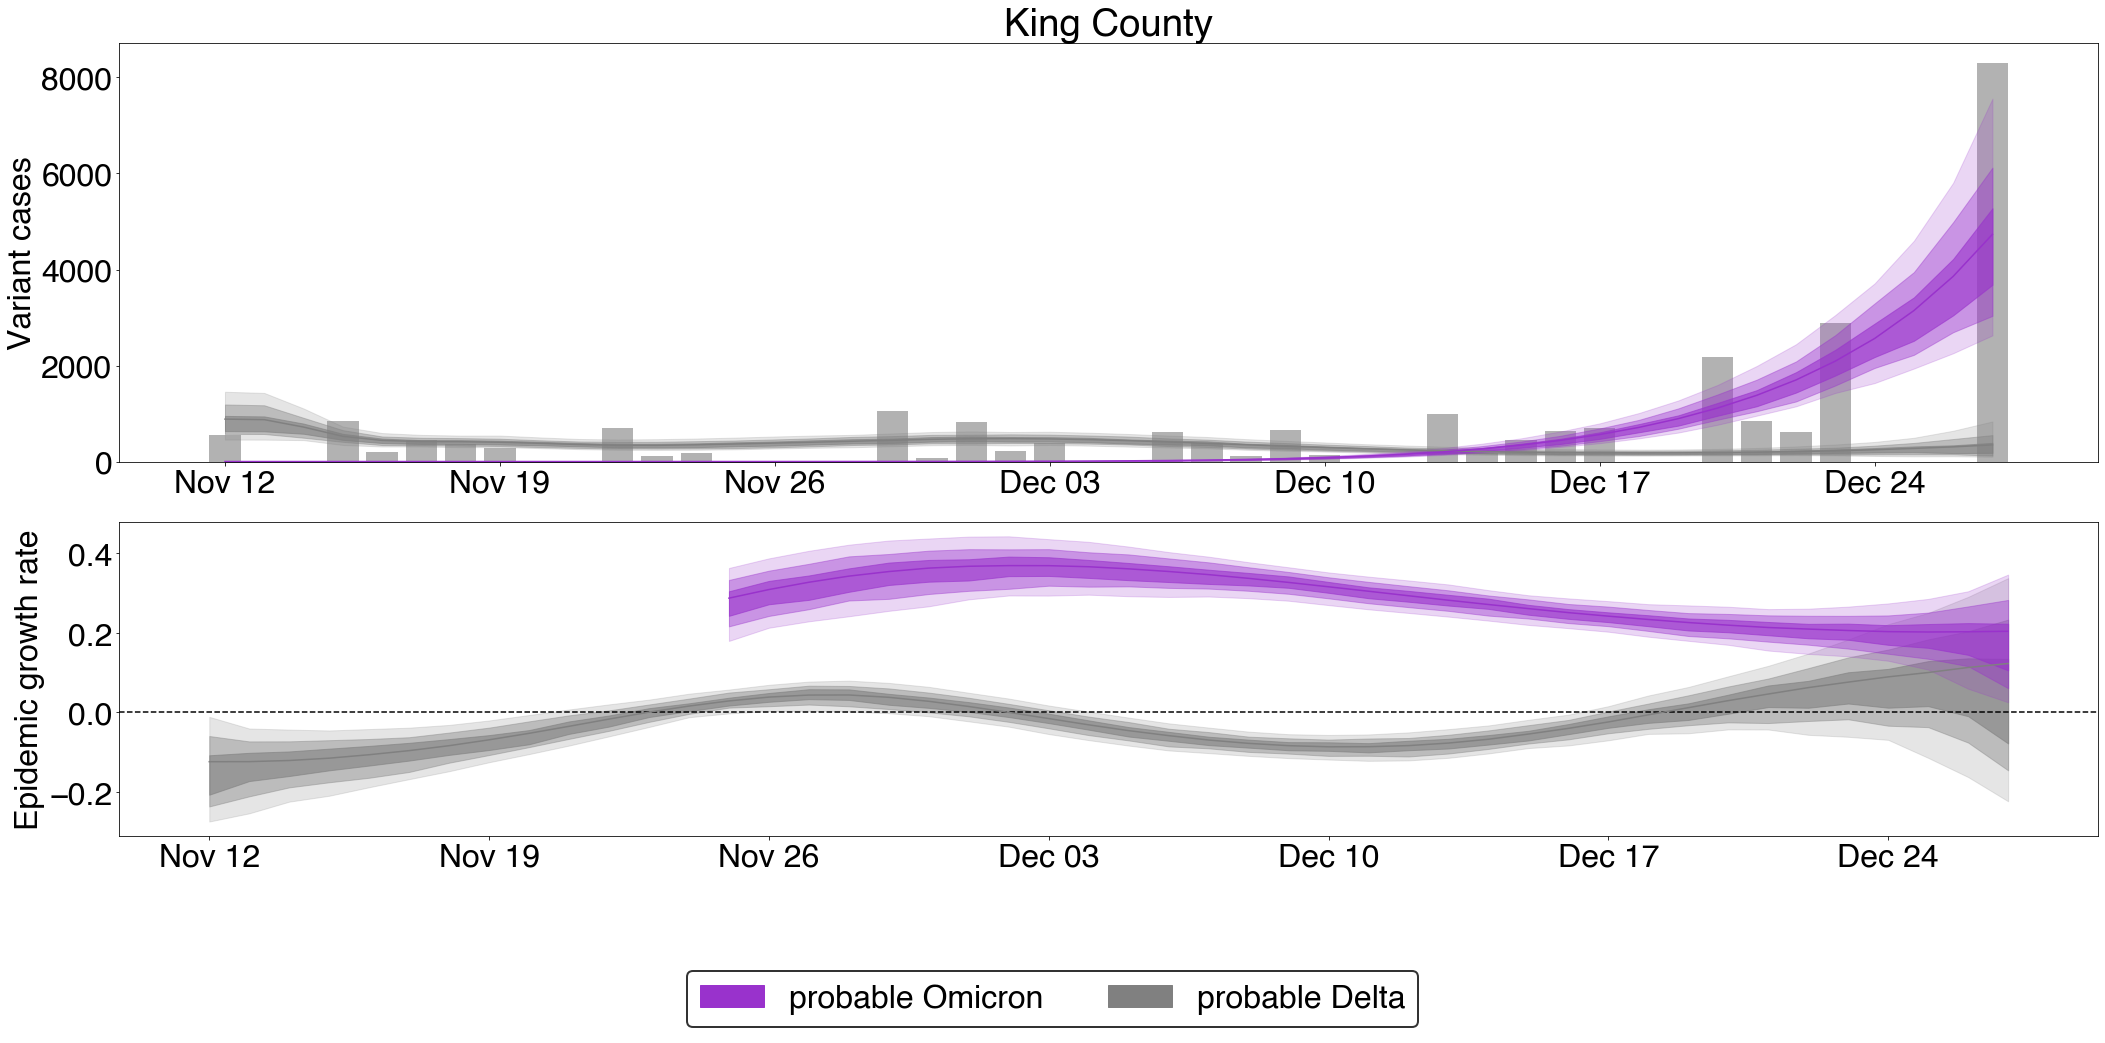 King County
Variant cases
8000
6000
4000
2000
0
Nov 12 Nov 19 Nov 26 Dec 03 Dec 10 Dec 17 Dec 24
Epidemic growth rate
0.4
0.2
0.0
−0.2
Nov 12 Nov 19 Nov 26 Dec 03 Dec 10 Dec 17 Dec 24
probable Omicron probable Delta